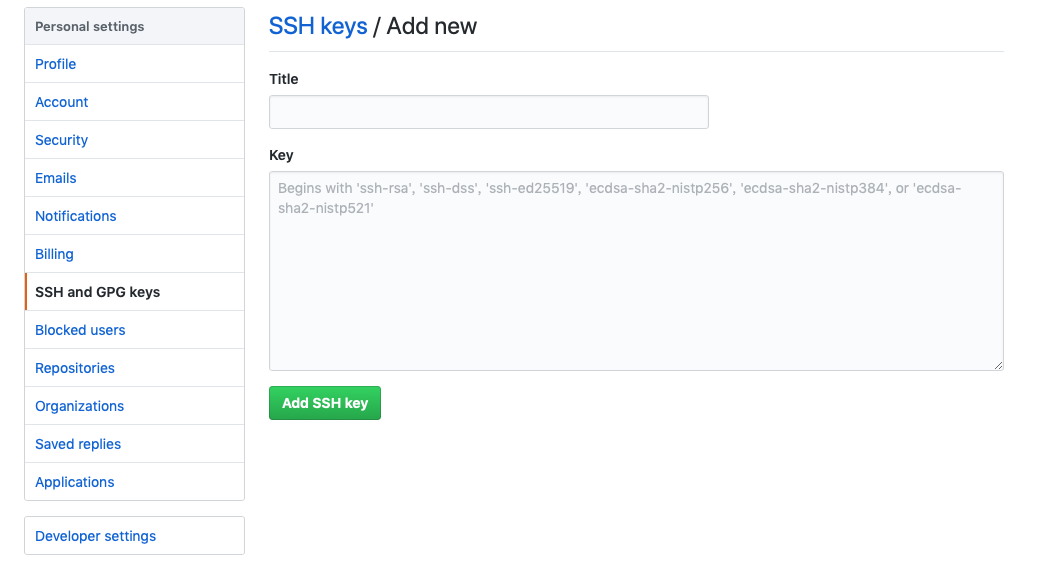 Personal settings
Profile
Account
Security
Emails
Notifications
Billing
SSH and GPG keys
Blocked users
Repositories
Organizations
Saved replies
Applications
Developer settings
SSH keys / Add new
Title
Key
Begins with 'ssh-rsa', 'ssh-dss', 'ssh-ed25519', 'ecdsa-sha2-nistp256', 'ecdsa-sha2-nistp384', or 'ecdsa-
sha2-nistp521'
Add SSH key